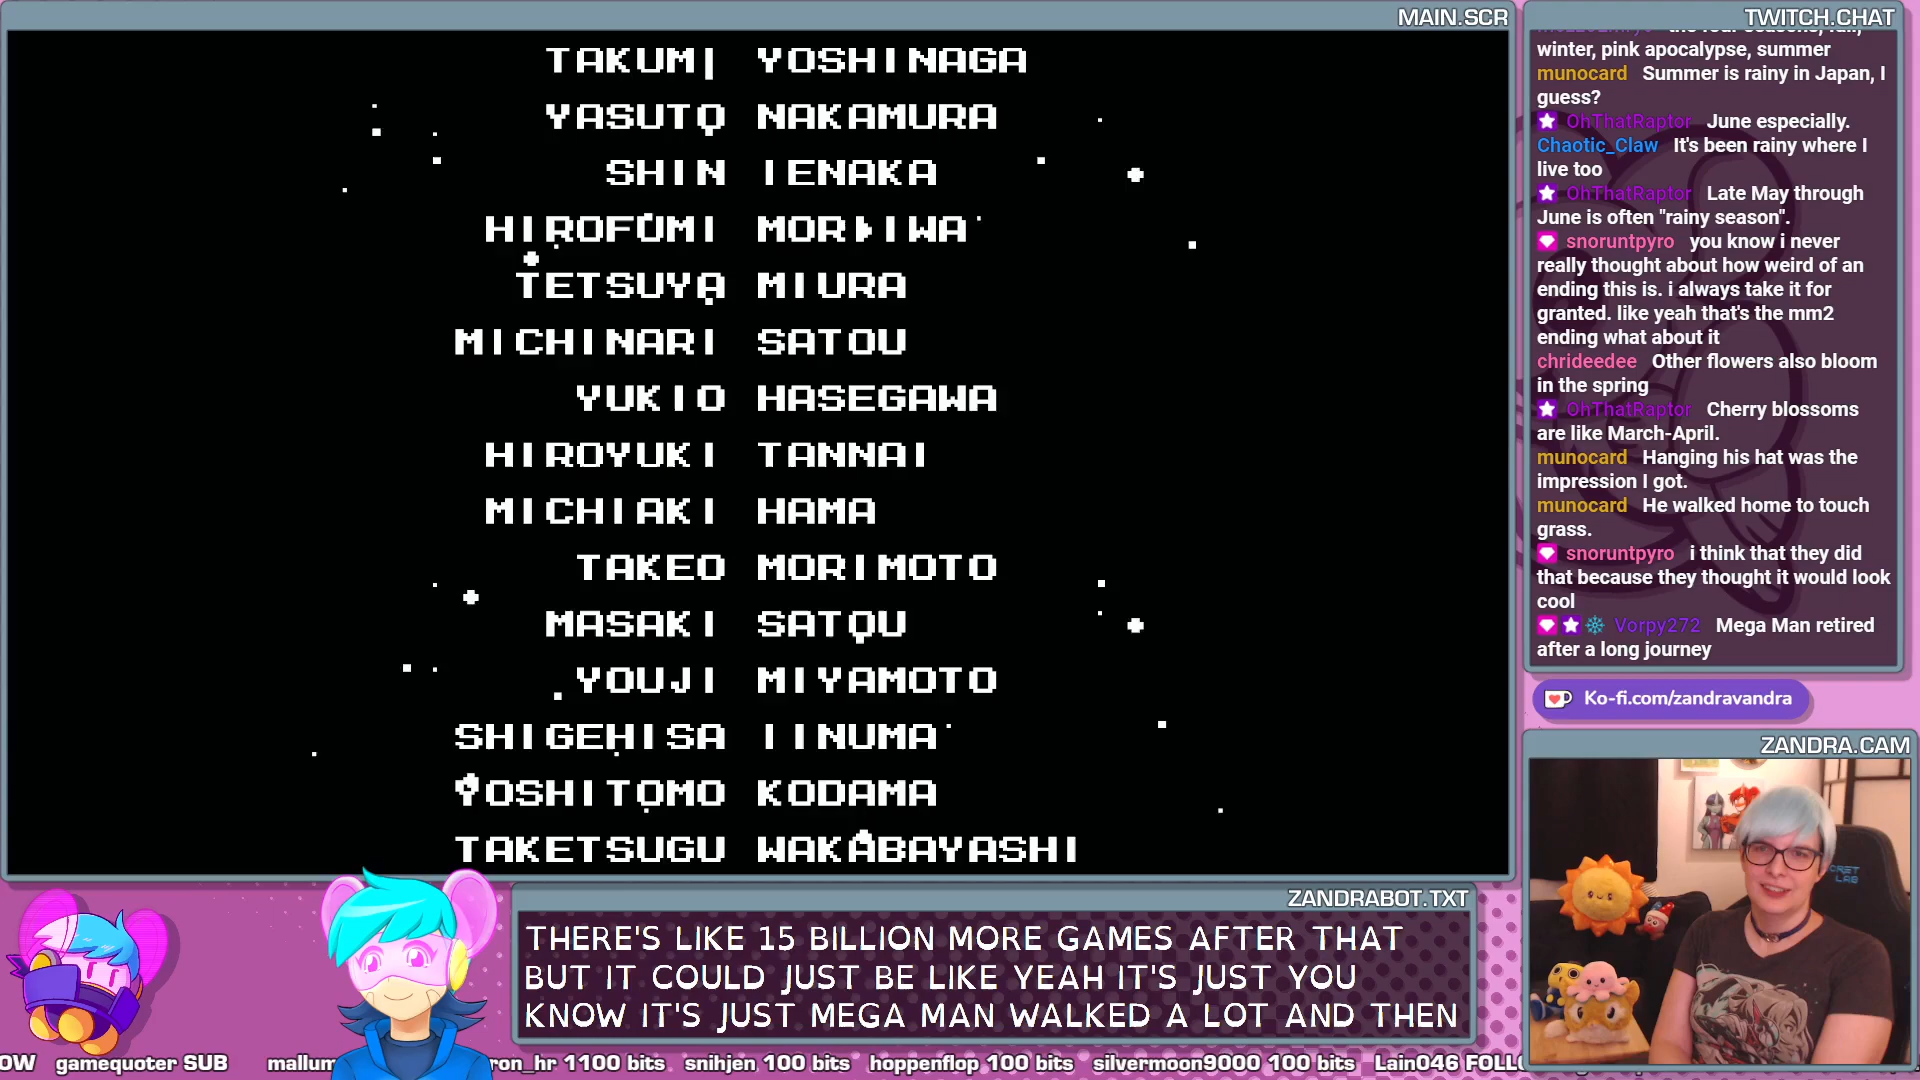 MAIN.SCR
TAKUMI YOSHINAGA
YASUTO NAKAMURA
SHIN IENAKA
HIROFUMI MORIIWA
TETSUYA MIURA
MICHINARI SATOU
YUKIO HASEGAWA
HIROYUKI TANNAI
MICHIAKI HAMA
TAKEO MORIMOTO
MASAKI SATOU
YOUJI MIYAMOTO
SHIGEHISA IINUMA
YOSHITOMO KODAMA
TAKETSUGU WAKABAYASHI
TWITCH.CHAT
winter, pink apocalypse, summer
munocard Summer is rainy in Japan, I
guess?
OhThatRaptor June especially.
Chaotic_Claw It's been rainy where I
live too
OhThatRaptor Late May through
June is often "rainy season".
snoruntpyro you know i never
really thought about how weird of an
ending this is. i always take it for
granted. like yeah that's the mm2
ending what about it
chrideedee Other flowers also bloom
in the spring
OhThatRaptor Cherry blossoms
are like March-April.
munocard Hanging his hat was the
impression I got.
munocard He walked home to touch
grass.
snoruntpyro i think that they did
that because they thought it would look
cool
Vorpy272 Mega Man retired
after a long journey
Ko-fi.com/zandravandra
ZANDRA.CAM
ZANDRABOT.TXT
THERE'S LIKE 15 BILLION MORE GAMES AFTER THAT
BUT IT COULD JUST BE LIKE YEAH IT'S JUST YOU
KNOW IT'S JUST MEGA MAN WALKED A LOT AND THEN
OW gamequoter SUB mallum ron_hr 1100 bits snihjen 100 bits hoppenflop 100 bits silvermoon9000 100 bits Lain046 FOLL